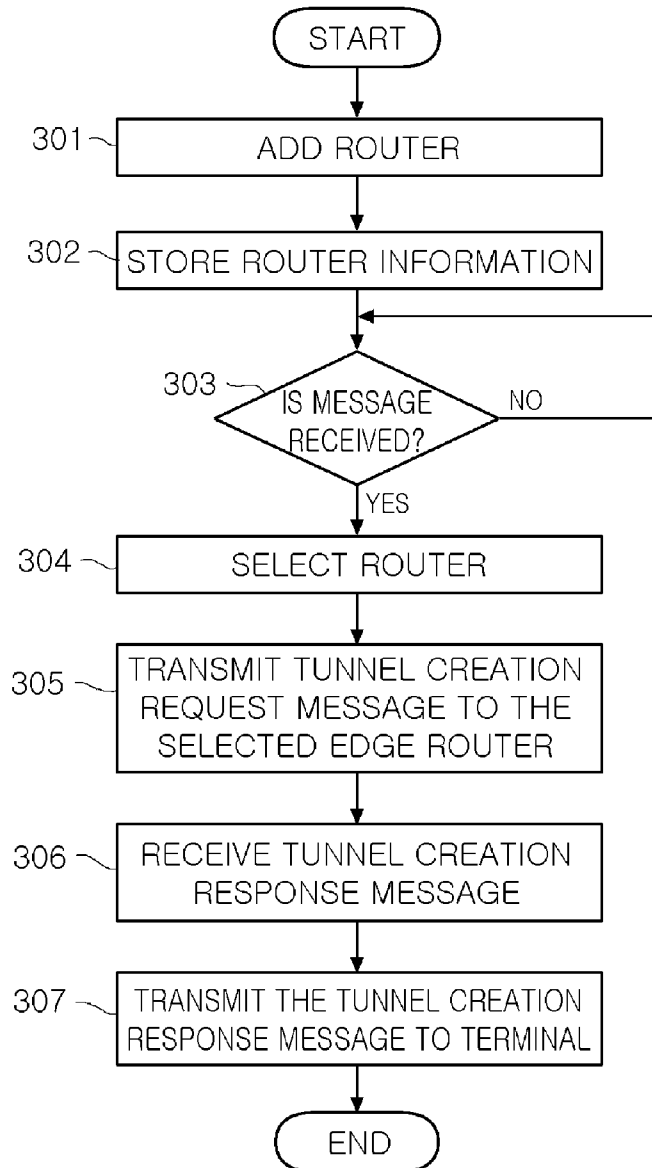 START
301
ADD ROUTER
302
STORE ROUTER INFORMATION
303
IS MESSAGE
RECEIVED?
NO
YES
304
SELECT ROUTER
305
TRANSMIT TUNNEL CREATION
REQUEST MESSAGE TO THE
SELECTED EDGE ROUTER
306
RECEIVE TUNNEL CREATION
RESPONSE MESSAGE
307
TRANSMIT THE TUNNEL CREATION
RESPONSE MESSAGE TO TERMINAL
END